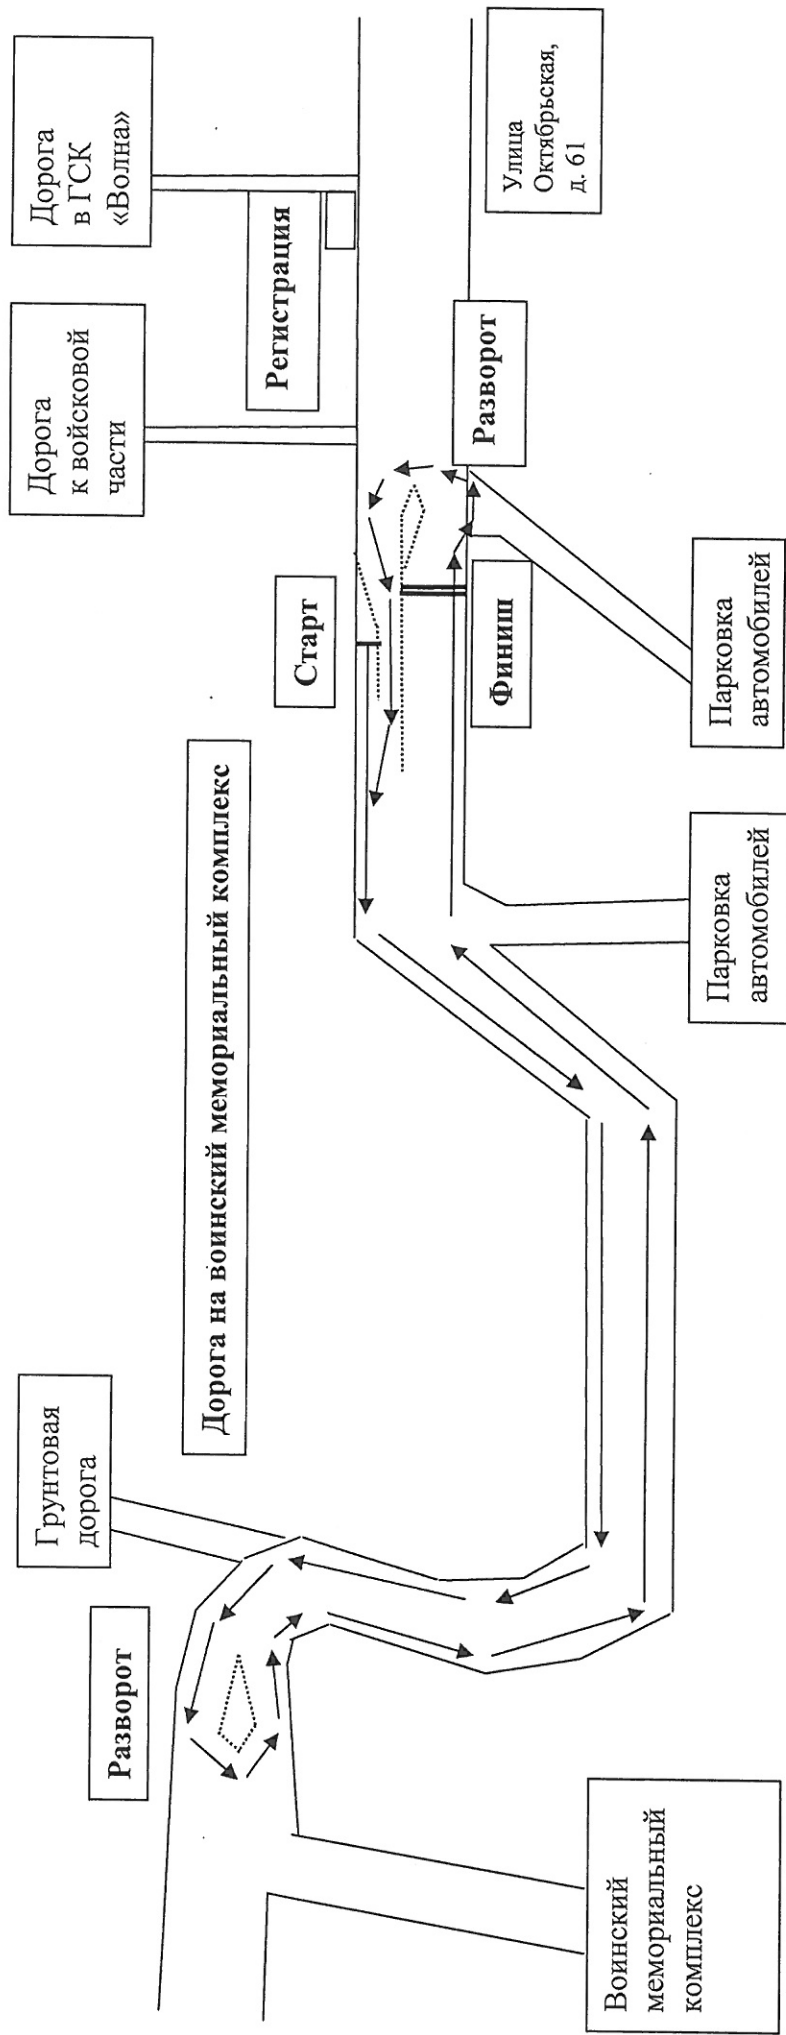 Разворот
Грунтовая
дорога
Дорога на воинский мемориальный комплекс
Дорога
к войсковой
части
Дорога
в ГСК
«Волна»
Регистрация
Старт
Финиш
Разворот
Улица
Октябрьская,
д. 61
Воинский
мемориальный
комплекс
Парковка
автомобилей
Парковка
автомобилей